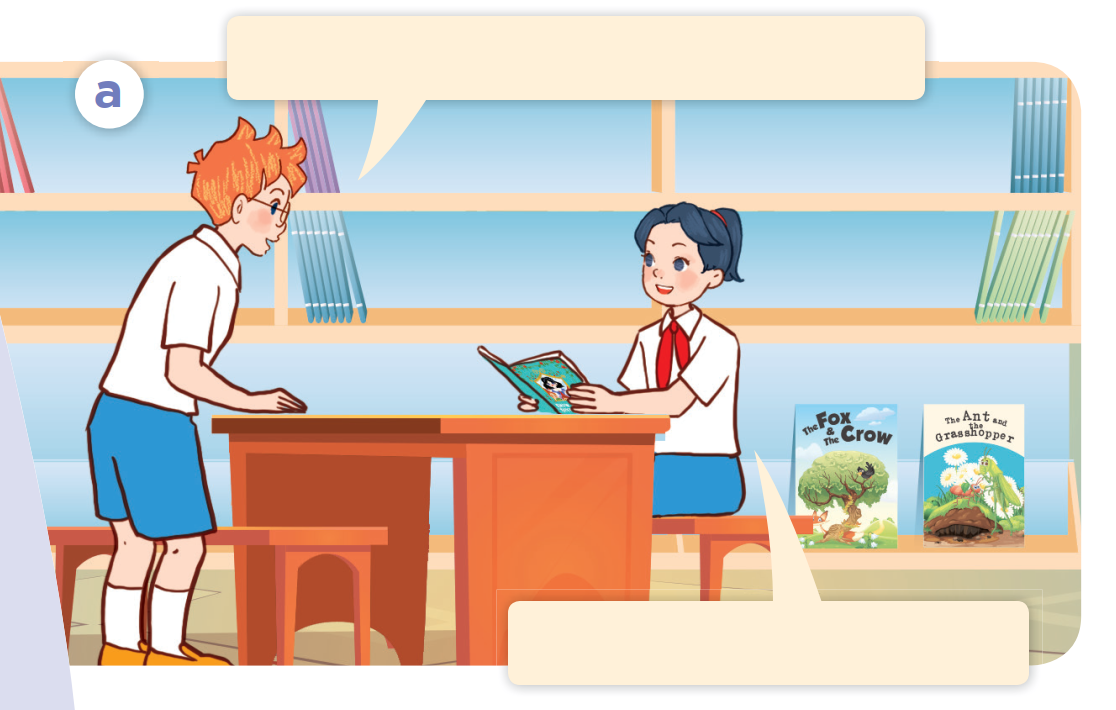 a
The Fox
&
The Crow
The Ant and
the
Grasshopper